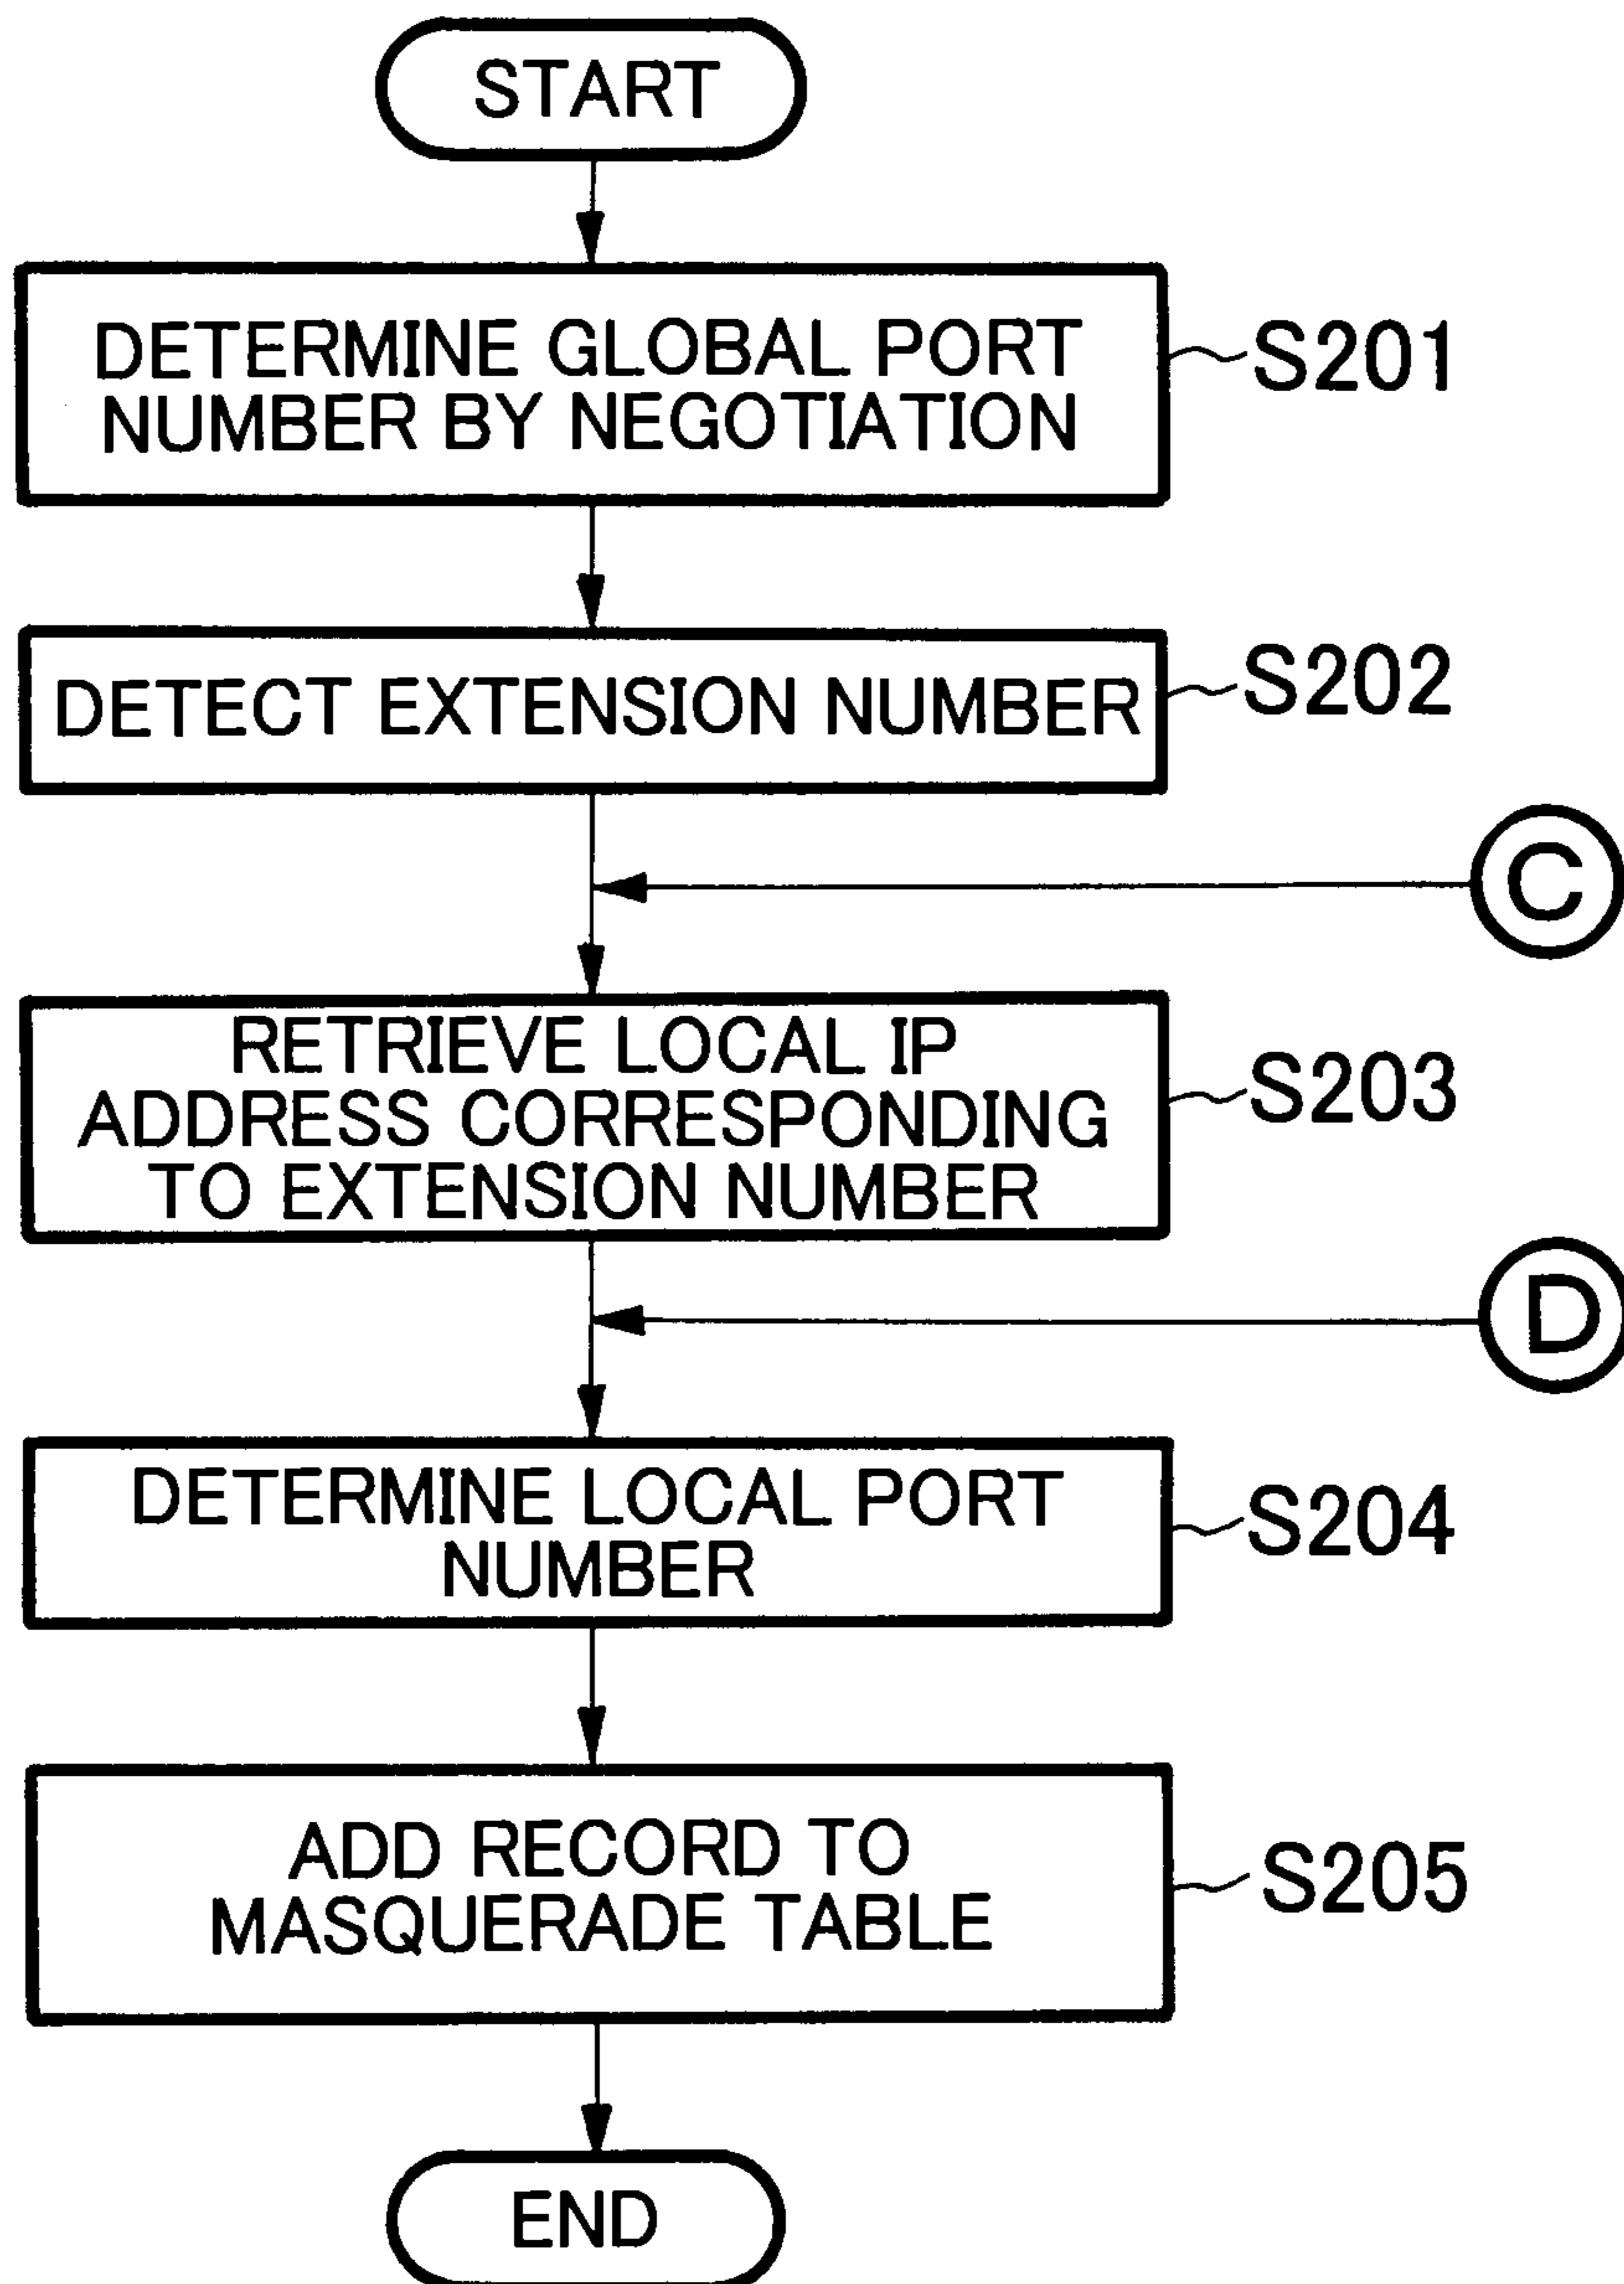 START
DETERMINE GLOBAL PORT
NUMBER BY NEGOTIATION
S201
DETECT EXTENSION NUMBER
S202
C
RETRIEVE LOCAL IP
ADDRESS CORRESPONDING
TO EXTENSION NUMBER
S203
D
DETERMINE LOCAL PORT
NUMBER
S204
ADD RECORD TO
MASQUERADE TABLE
S205
END